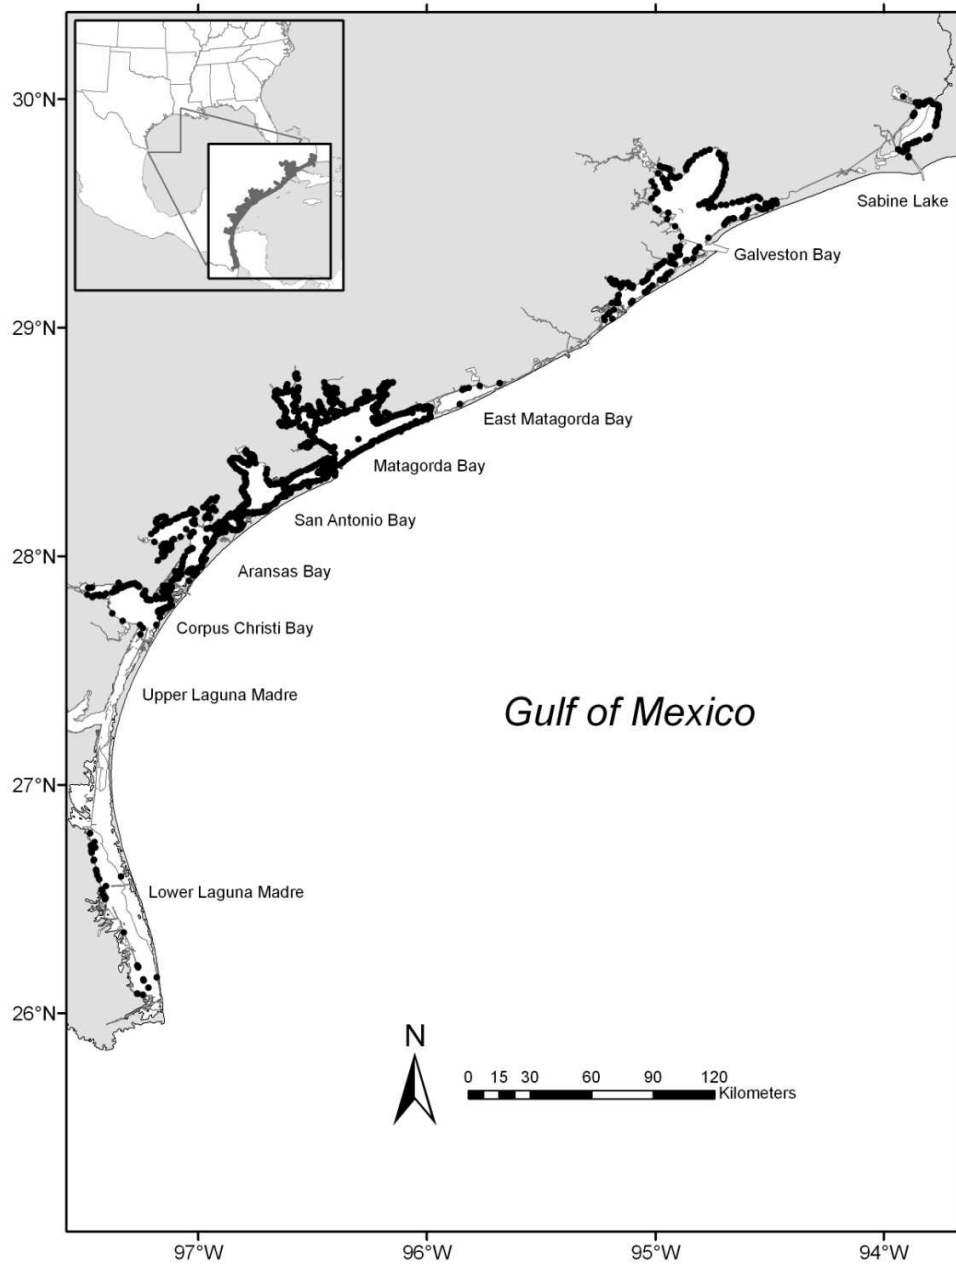 30°N
29°N
28°N
27°N
26°N
Sabine Lake
Galveston Bay
East Matagorda Bay
Matagorda Bay
San Antonio Bay
Aransas Bay
Corpus Christi Bay
Upper Laguna Madre
Gulf of Mexico
Lower Laguna Madre
N
0 15 30 60 90 120
Kilometers
97°W 96°W 95°W 94°W